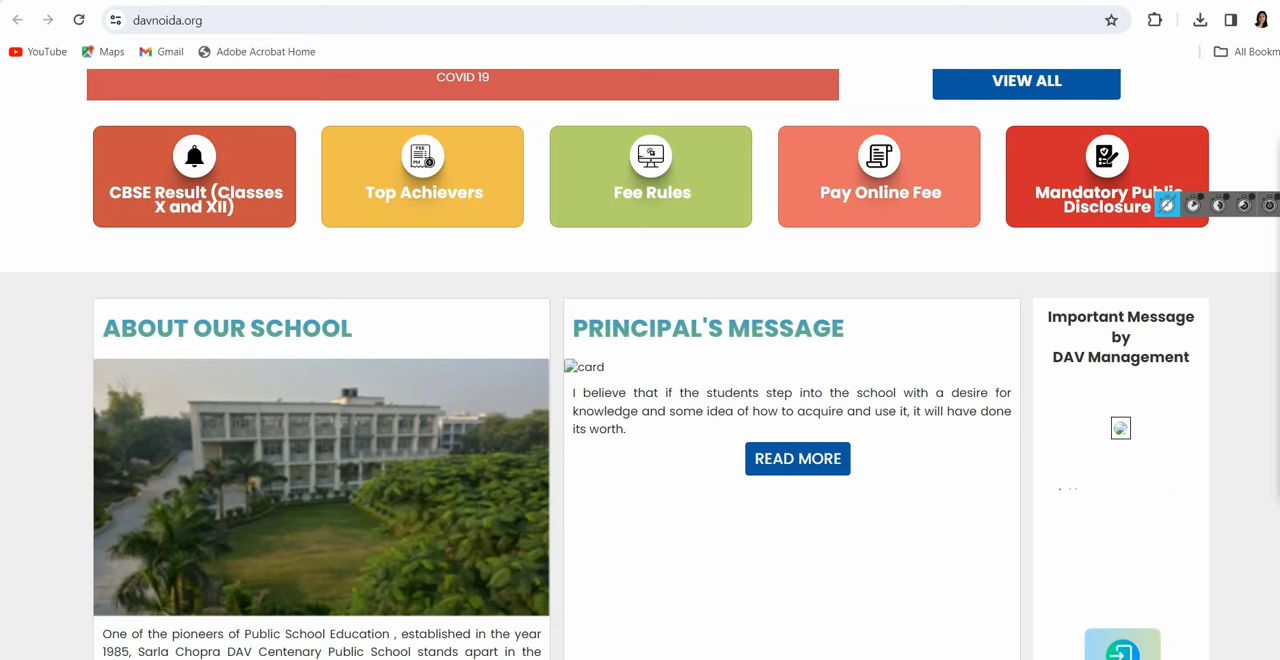 davnoida.org
YouTube Maps Gmail Adobe Acrobat Home All Bookm
COVID 19
VIEW ALL
CBSE Result (Classes
X and XII)
Top Achievers
Fee Rules
Pay Online Fee
Mandatory Public
Disclosure
ABOUT OUR SCHOOL
One of the pioneers of Public School Education , established in the year
1985, Sarla Chopra DAV Centenary Public School stands apart in the
PRINCIPAL'S MESSAGE
card
I believe that if the students step into the school with a desire for
knowledge and some idea of how to acquire and use it, it will have done
its worth.
READ MORE
Important Message
by
DAV Management